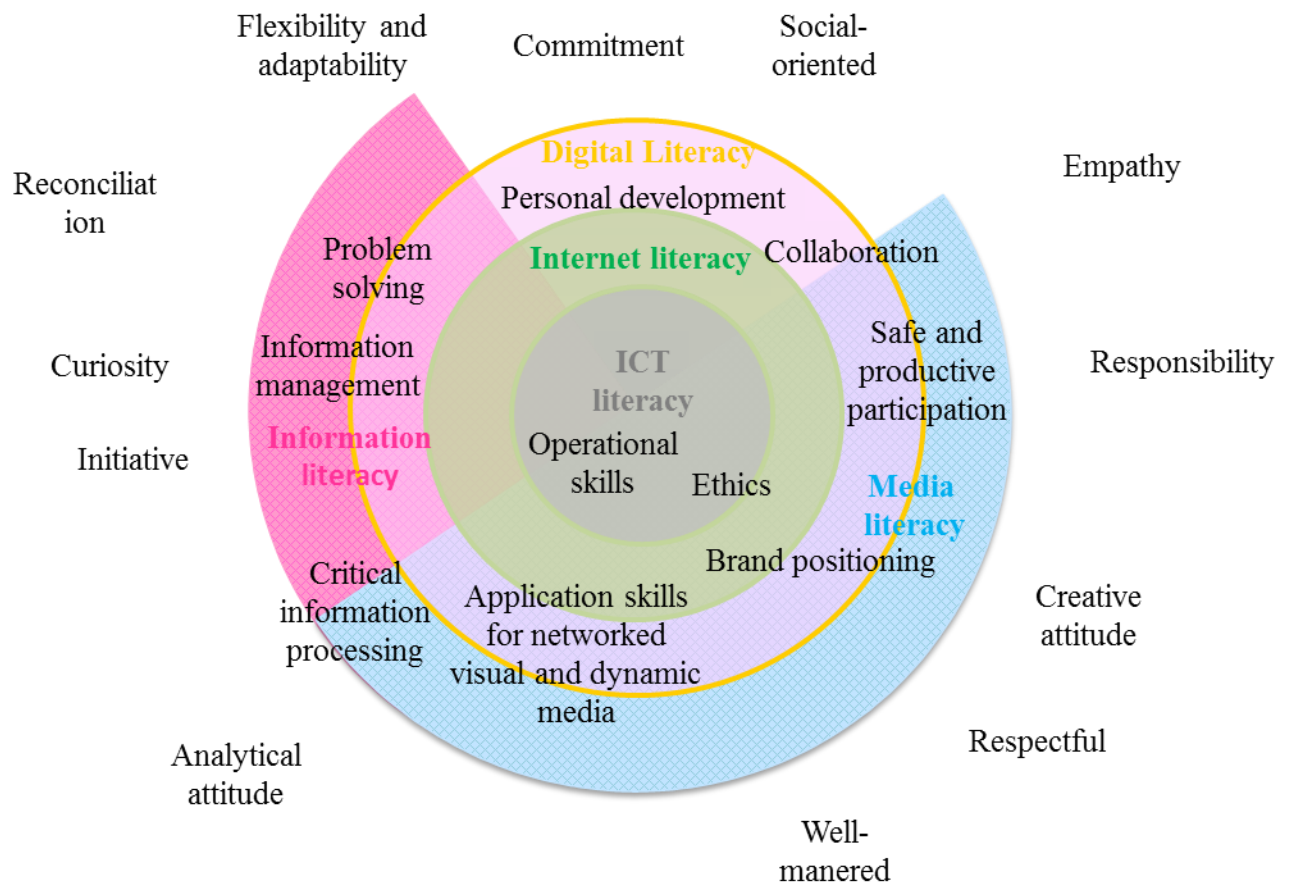 Flexibility and
adaptability
Commitment
Social-
oriented
Digital Literacy
Empathy
Reconciliat
ion
Personal development
Problem
solving
Internet literacy
Collaboration
Information
management
Safe and
productive
participation
Curiosity
ICT
literacy
Responsibility
Initiative
Information
literacy
Operational
skills
Ethics
Media
literacy
Critical
information
processing
Application skills
for networked
visual and dynamic
media
Brand positioning
Creative
attitude
Analytical
attitude
Respectful
Well-
manered